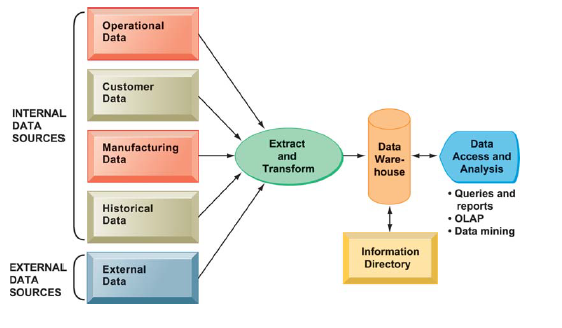 INTERNAL
DATA
SOURCES
Operational
Data
Customer
Data
Manufacturing
Data
Historical
Data
EXTERNAL
DATA
SOURCES
External
Data
Extract
and
Transform
Data
Ware-
house
Data
Access and
Analysis
• Queries and
reports
• OLAP
• Data mining
Information
Directory